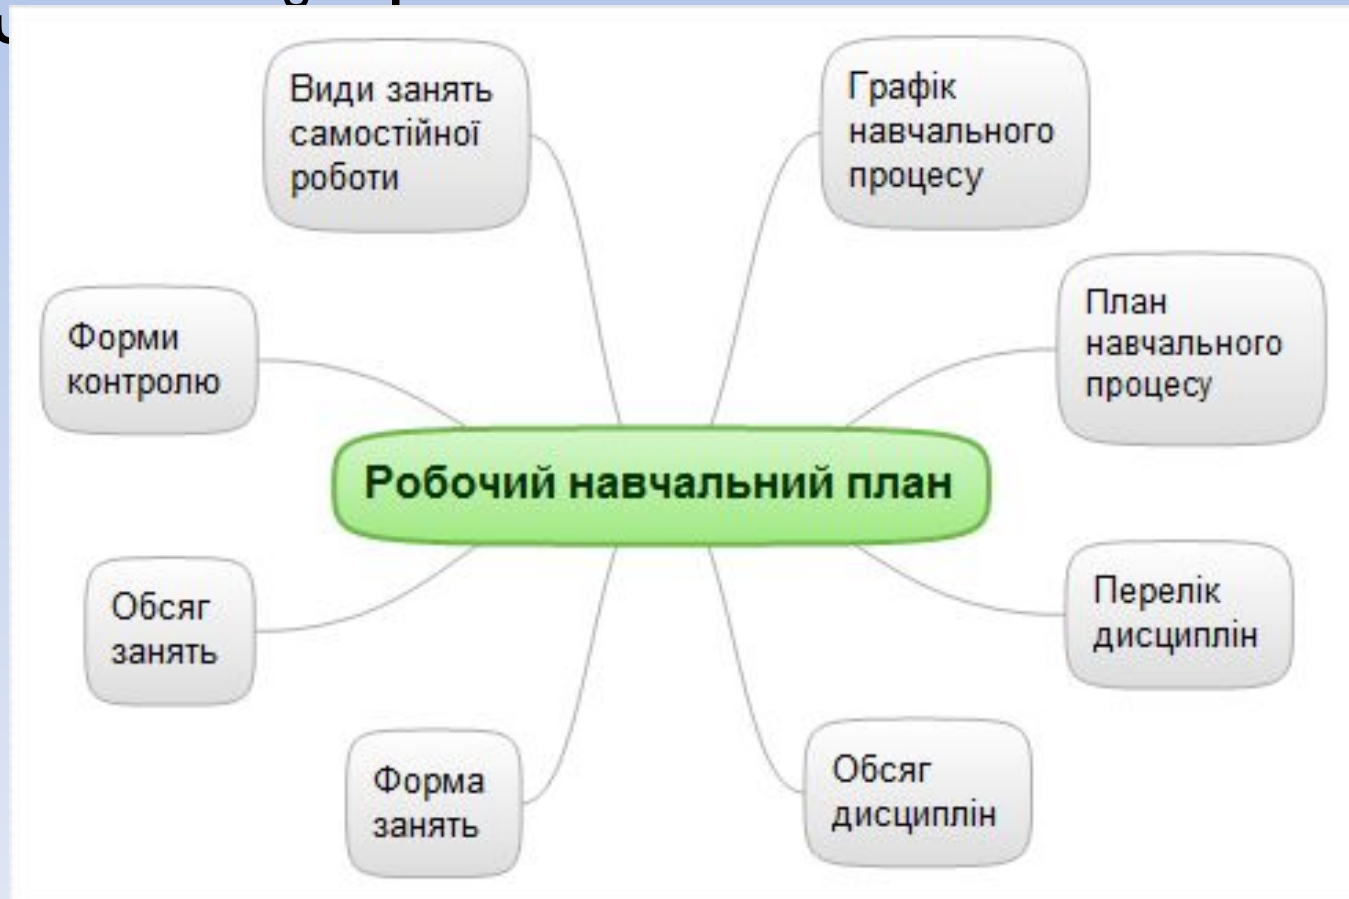 Види занять
самостійної
роботи
Графік
навчального
процесу
Форми
контролю
План
навчального
процесу
Робочий навчальний план
Обсяг
занять
Перелік
дисциплін
Форма
занять
Обсяг
дисциплін